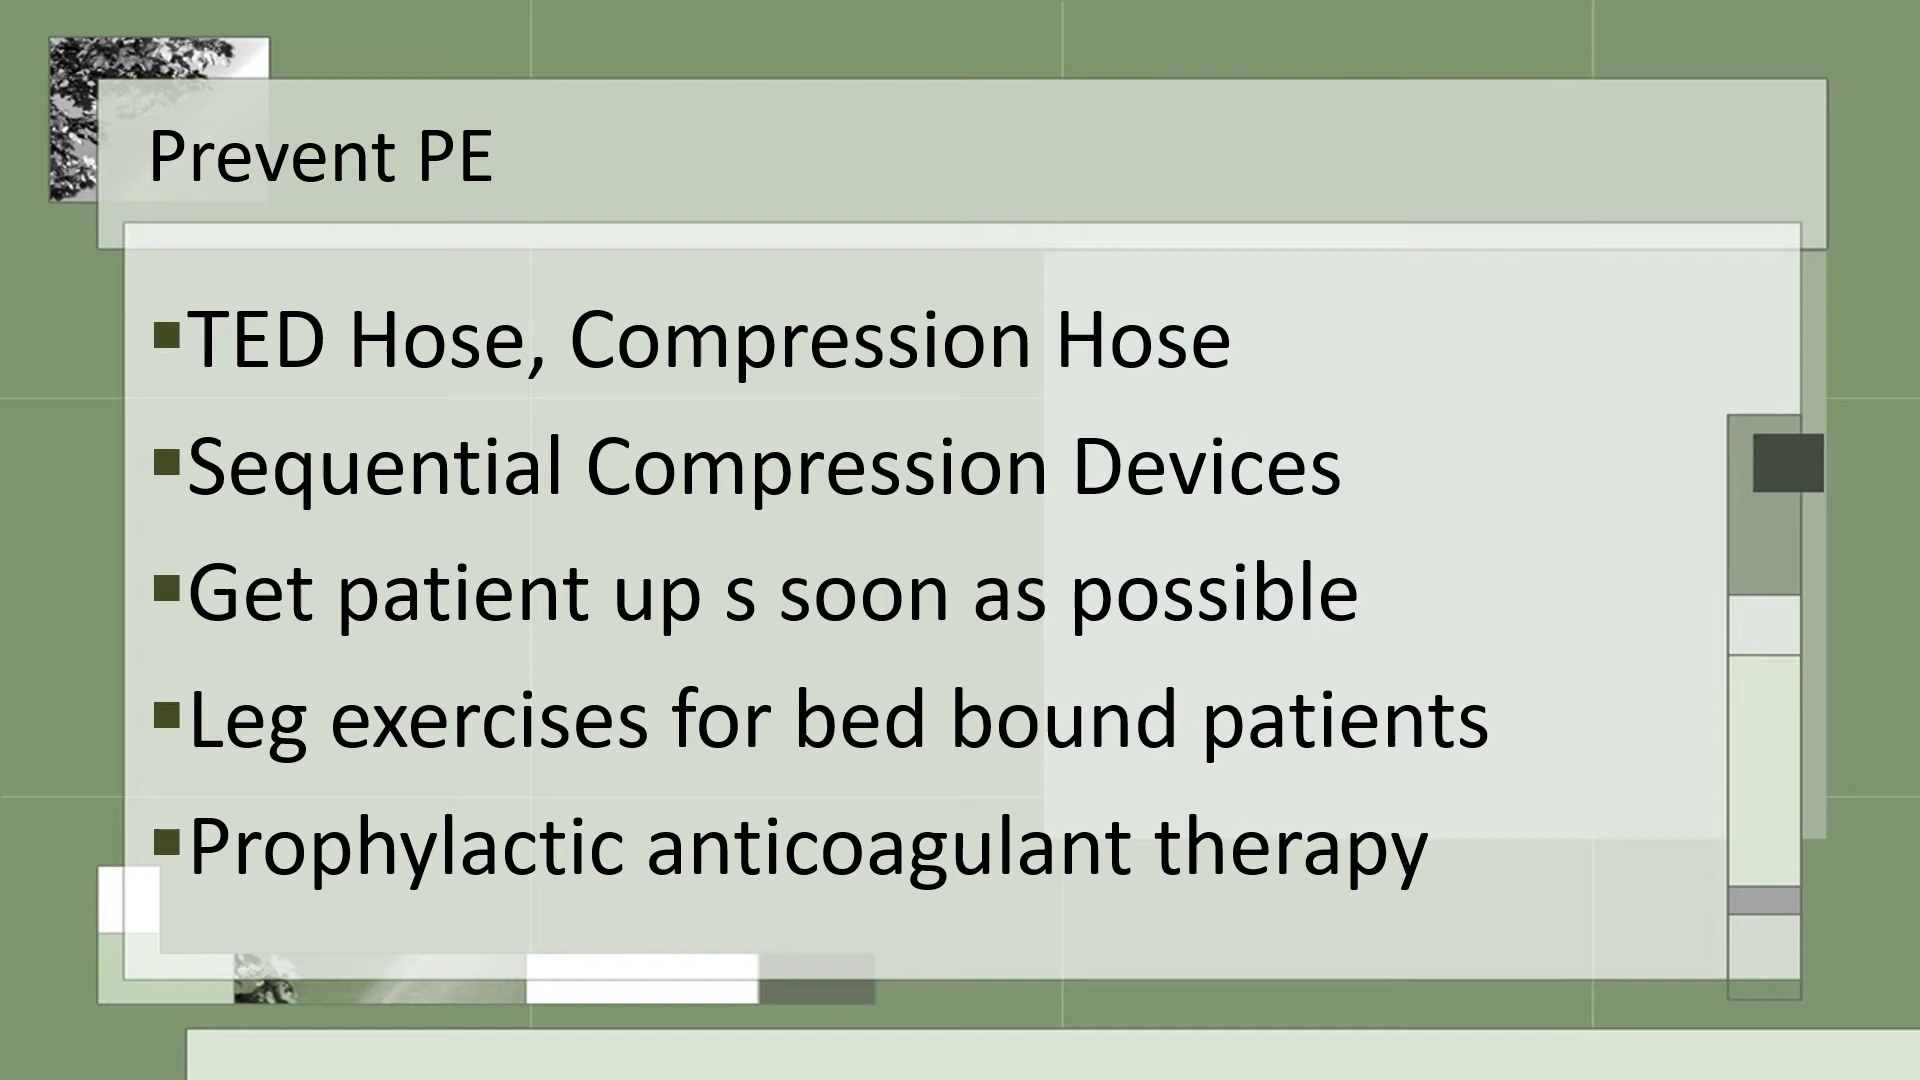 Prevent PE
▪TED Hose, Compression Hose
▪Sequential Compression Devices
▪Get patient up s soon as possible
▪Leg exercises for bed bound patients
▪Prophylactic anticoagulant therapy